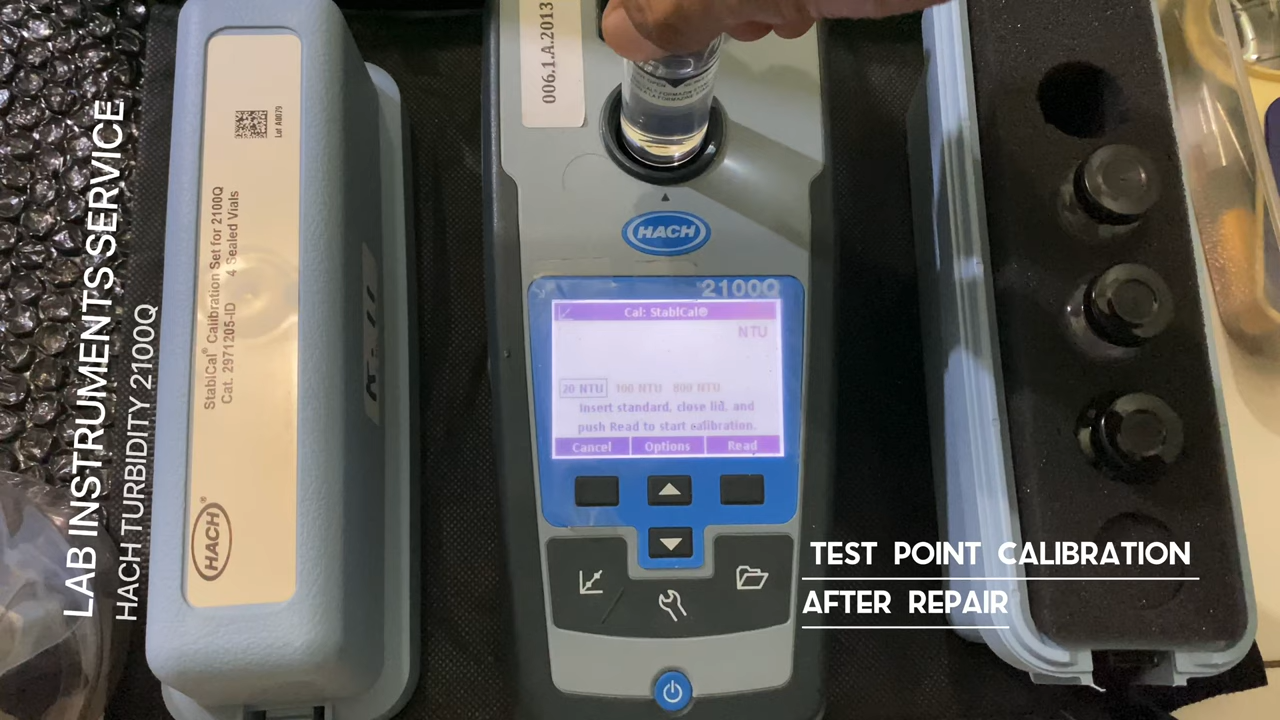 LAB INSTRUMENTS SERVICE
HACH TURBIDITY 2100Q
Lot A0079
StablCal® Calibration Set for 2100Q
Cat. 2971205-ID 4 Sealed Vials
HACH®
006.1.A.2013
HACH
2100Q
Cal: StablCal®
NTU
20 NTU 100 NTU 800 NTU
Insert standard, close lid, and
push Read to start calibration.
Cancel Options Read
TEST POINT CALIBRATION
AFTER REPAIR